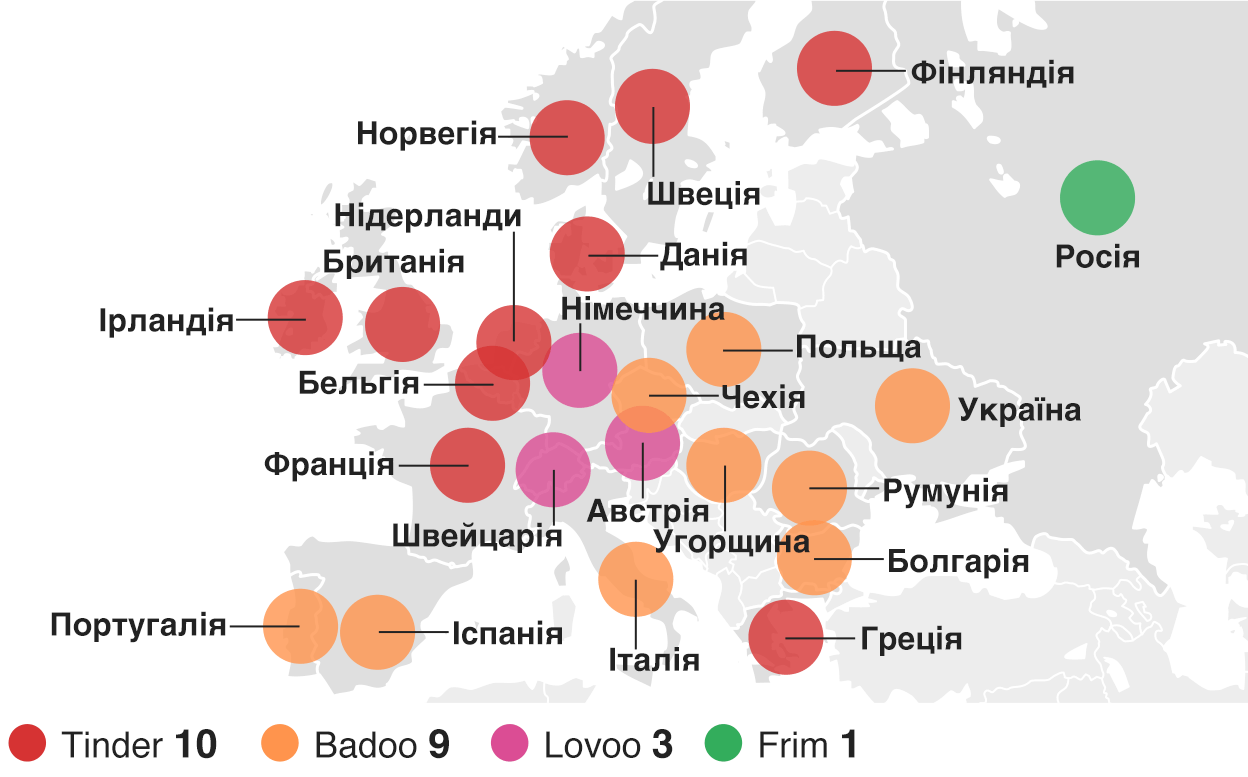 Фінляндія
Норвегія
Швеція
Нідерланди
Британія
Данія
Росія
Ірландія
Німеччина
Польща
Бельгія
Чехія
Україна
Франція
Румунія
Австрія
Швейцарія
Угорщина
Болгарія
Португалія
Іспанія
Греція
Італія
Tinder 10
Badoo 9
Lovoo 3
Frim 1